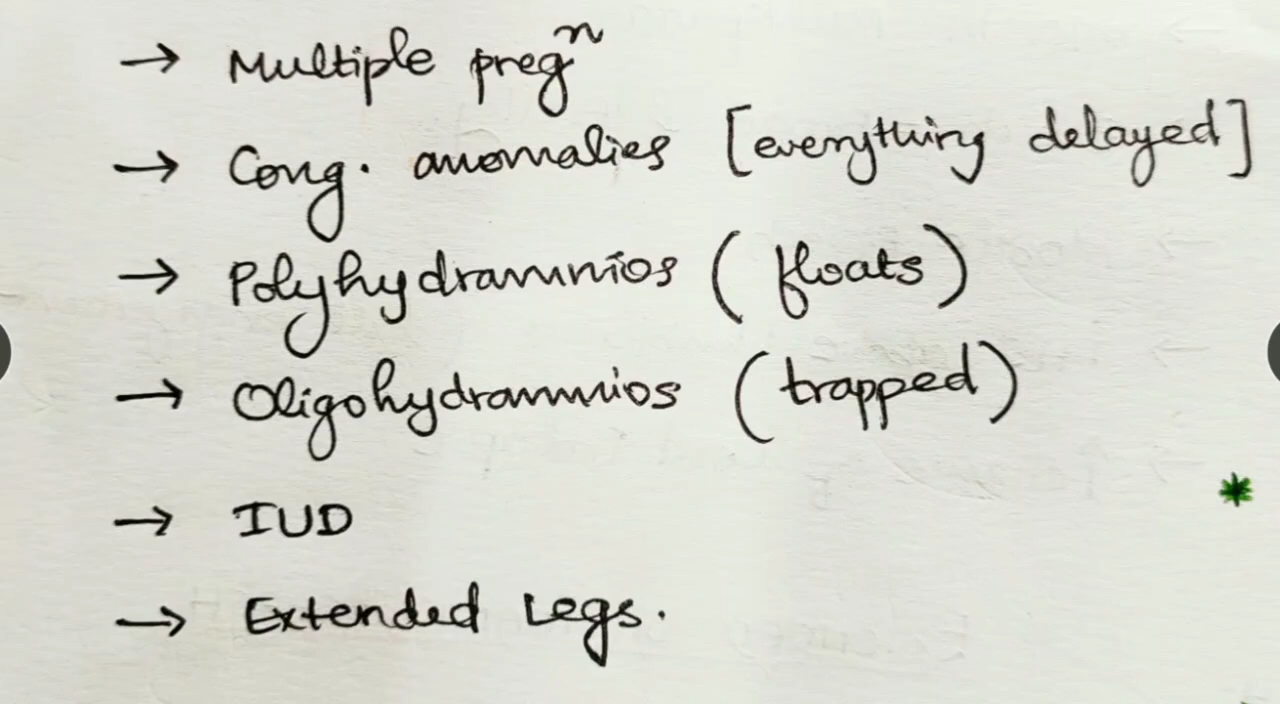 → Multiple pregⁿ
→ Cong. anomalies [everything delayed]
→ Polyhydramnios (floats)
→ Oligohydramnios (trapped)
→ IUD
*
→ Extended Legs.